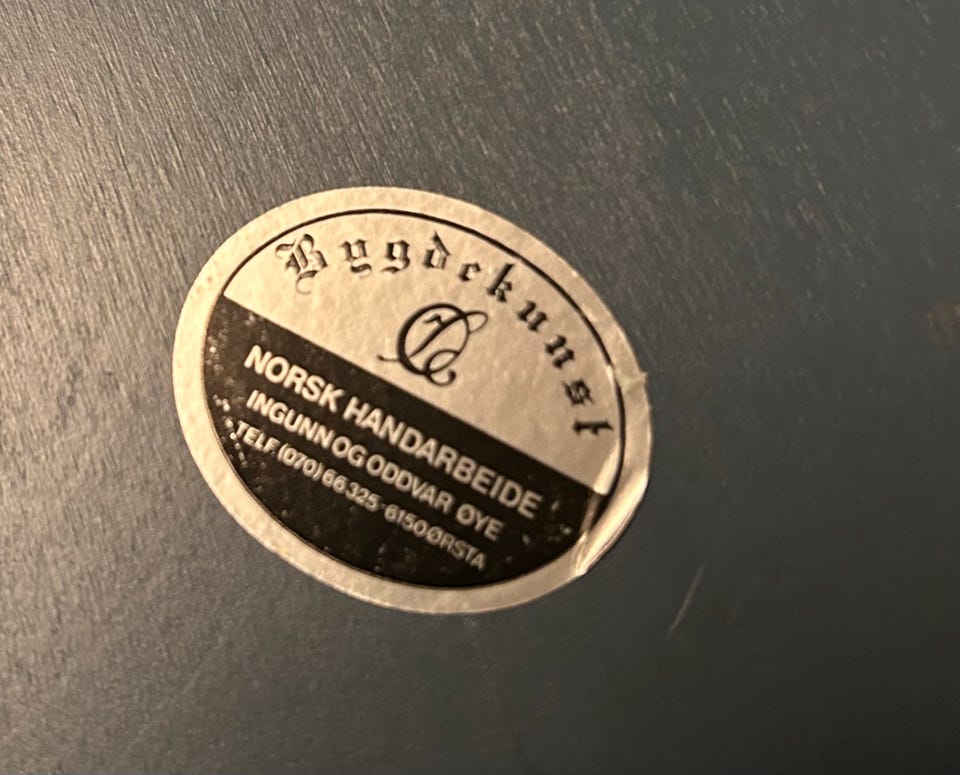 Bygdekunst
NORSK HANDARBEIDE
INGUNN OG ODDVAR ØYE
TELF. (070) 66 325 - 6150 ØRSTA